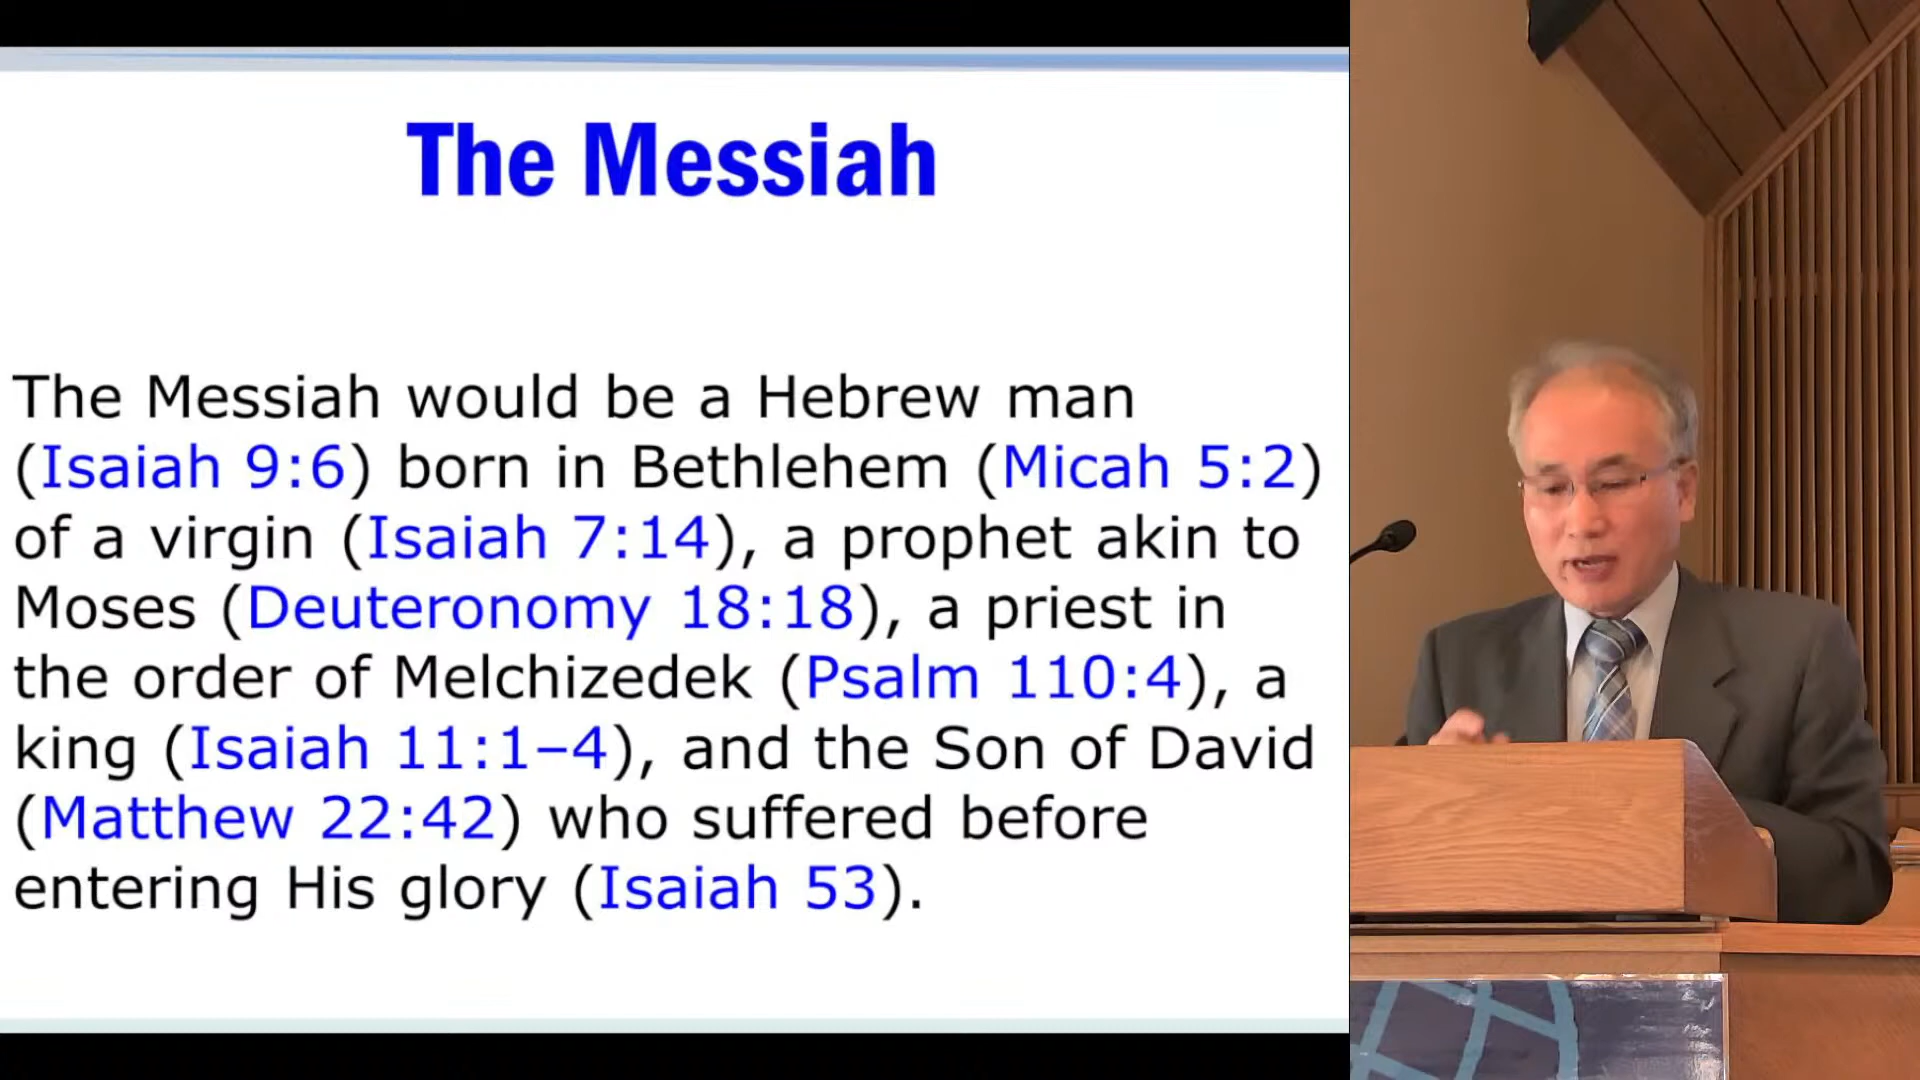 The Messiah
The Messiah would be a Hebrew man
(Isaiah 9:6) born in Bethlehem (Micah 5:2)
of a virgin (Isaiah 7:14), a prophet akin to
Moses (Deuteronomy 18:18), a priest in
the order of Melchizedek (Psalm 110:4), a
king (Isaiah 11:1–4), and the Son of David
(Matthew 22:42) who suffered before
entering His glory (Isaiah 53).